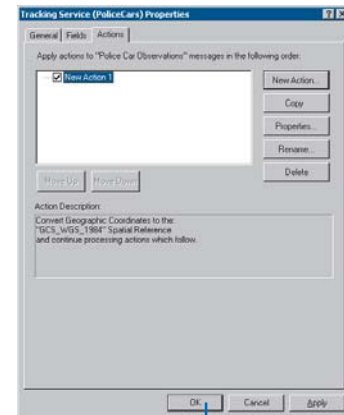 Tracking Service (PoliceCars) Properties
General Fields Actions
Apply actions to "Police Car Observations" messages in the following order:
New Action 1
New Action...
Copy
Properties...
Rename...
Delete
Move Up Move Down
Action Description:
Convert Geographic Coordinates to the:
"GCS_WGS_1984" Spatial Reference
and continue processing actions which follow.
OK Cancel Apply